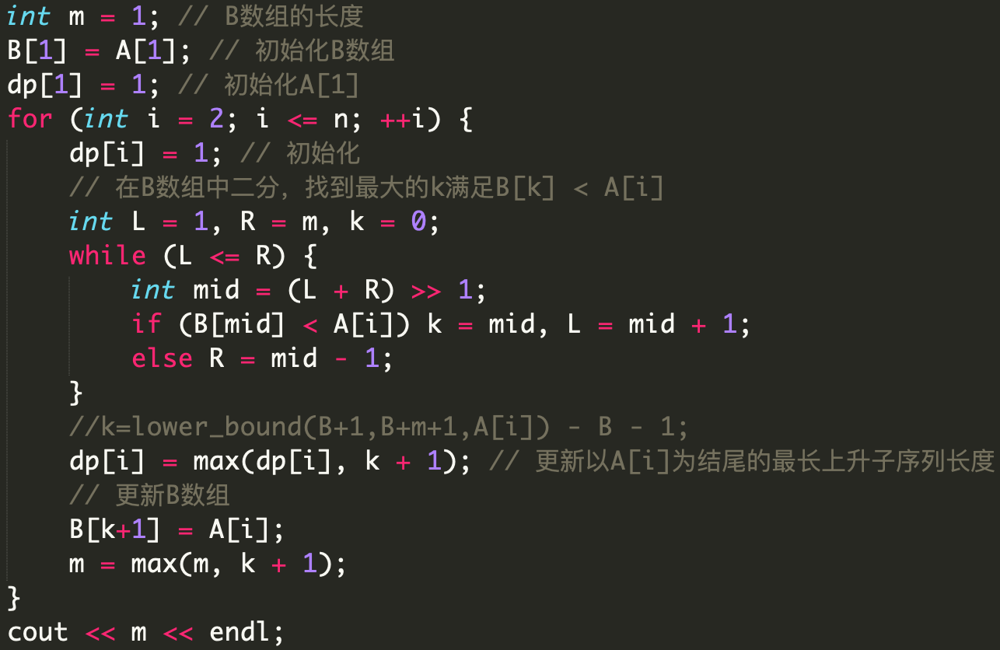 int m = 1; // B数组的长度
B[1] = A[1]; // 初始化B数组
dp[1] = 1; // 初始化A[1]
for (int i = 2; i <= n; ++i) {
    dp[i] = 1; // 初始化
    // 在B数组中二分，找到最大的k满足B[k] < A[i]
    int L = 1, R = m, k = 0;
    while (L <= R) {
        int mid = (L + R) >> 1;
        if (B[mid] < A[i]) k = mid, L = mid + 1;
        else R = mid - 1;
    }
    //k=lower_bound(B+1,B+m+1,A[i]) - B - 1;
    dp[i] = max(dp[i], k + 1); // 更新以A[i]为结尾的最长上升子序列长度
    // 更新B数组
    B[k+1] = A[i];
    m = max(m, k + 1);
}
cout << m << endl;